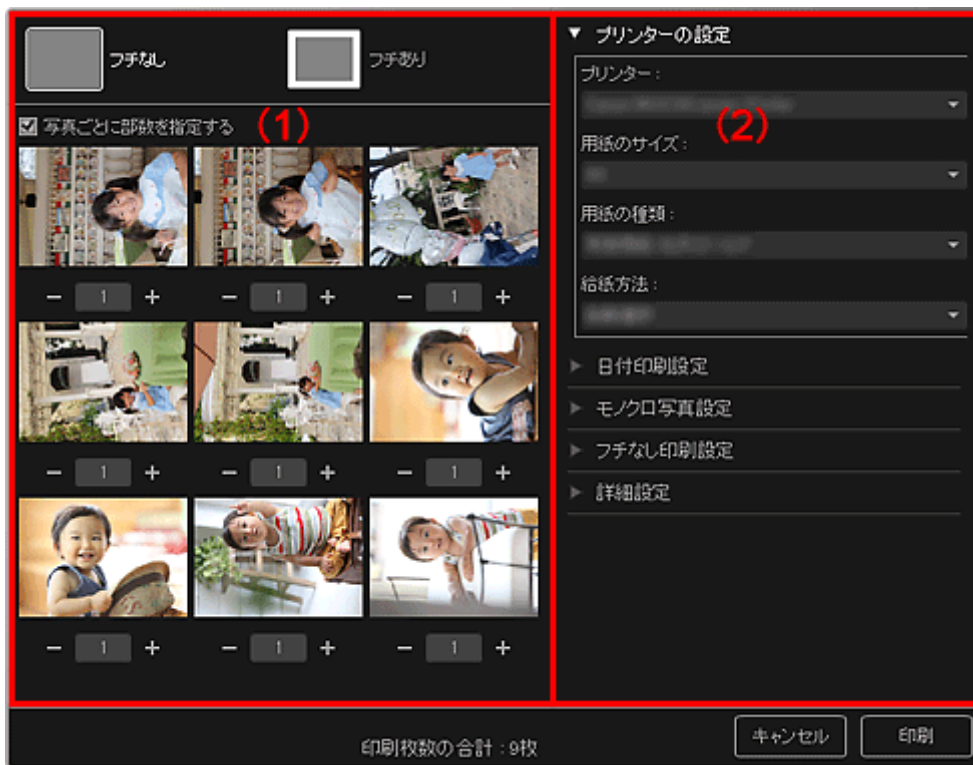 フチなし
フチあり
写真ごとに部数を指定する
(1)
- 1 +
- 1 +
- 1 +
- 1 +
- 1 +
- 1 +
- 1 +
- 1 +
- 1 +
プリンターの設定
プリンター:
(2)
用紙のサイズ:
用紙の種類:
給紙方法:
日付印刷設定
モノクロ写真設定
フチなし印刷設定
詳細設定
印刷枚数の合計:9枚
キャンセル
印刷